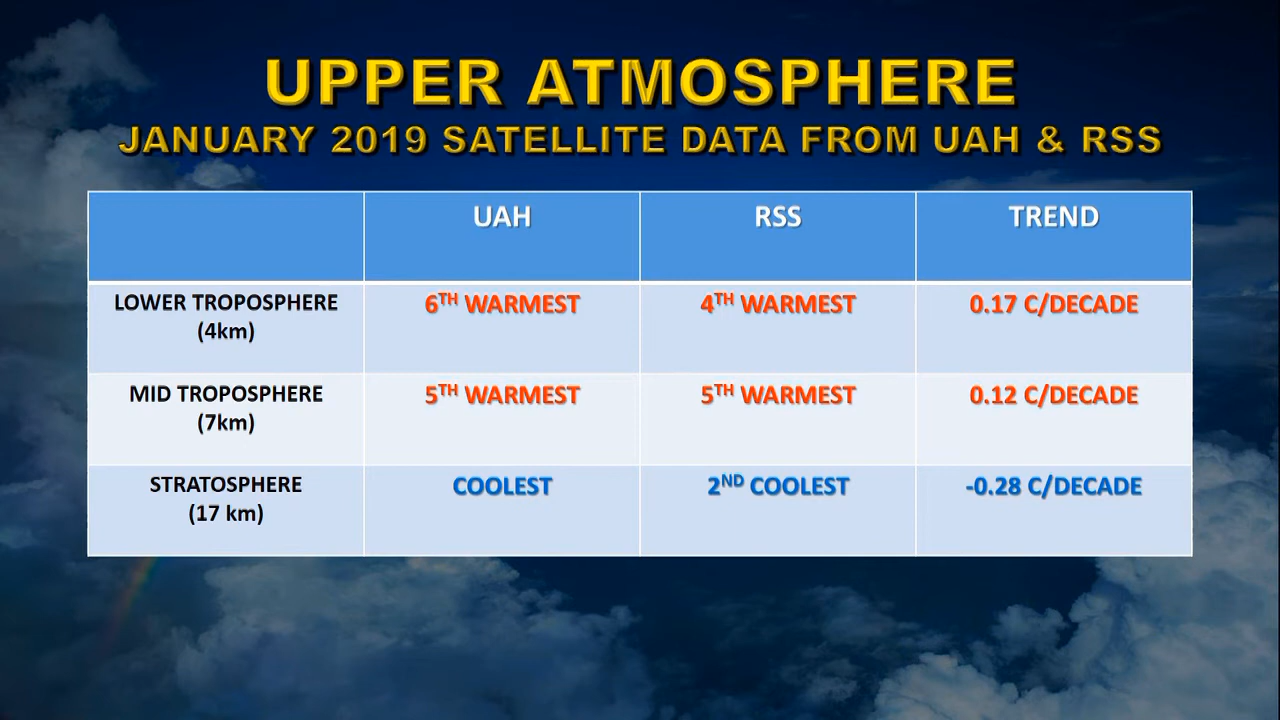 UPPER ATMOSPHERE
JANUARY 2019 SATELLITE DATA FROM UAH & RSS
UAH RSS TREND
LOWER TROPOSPHERE 6TH WARMEST 4TH WARMEST 0.17 C/DECADE
(4km)
MID TROPOSPHERE 5TH WARMEST 5TH WARMEST 0.12 C/DECADE
(7km)
STRATOSPHERE COOLEST 2ND COOLEST -0.28 C/DECADE
(17 km)